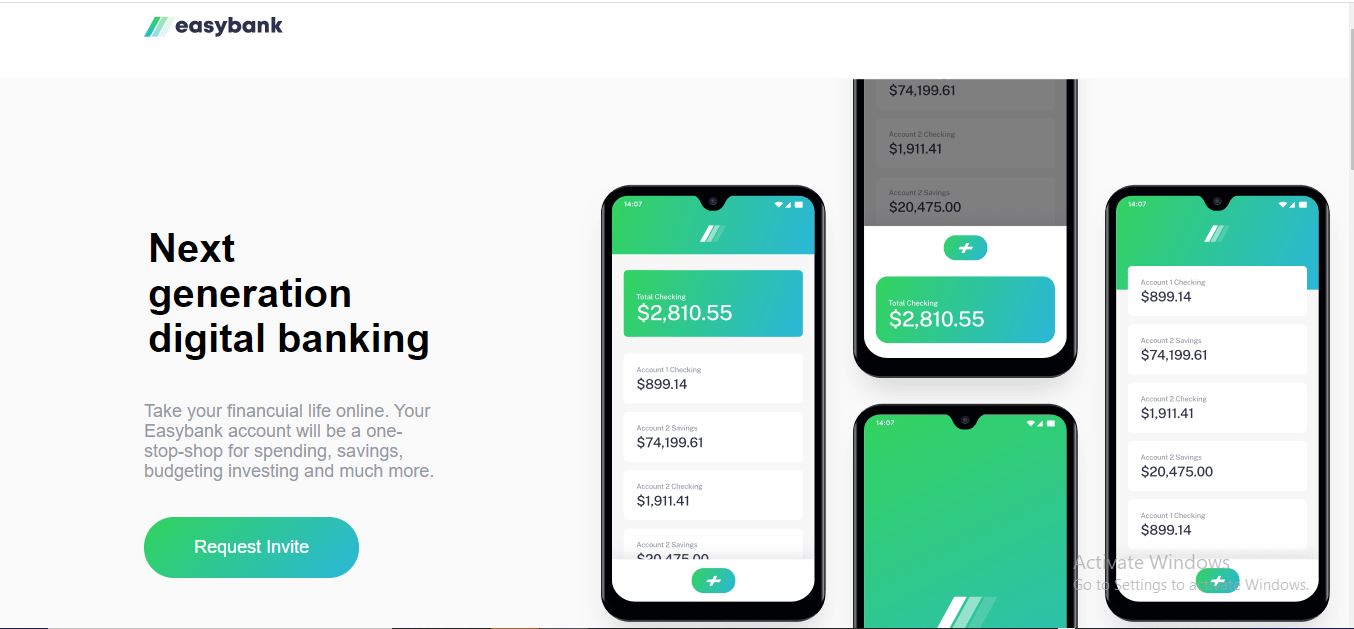 easybank
Next
generation
digital banking
Take your financuial life online. Your
Easybank account will be a one-
stop-shop for spending, savings,
budgeting investing and much more.
Request Invite
14:07
Total Checking
$2,810.55
Account 1 Checking
$899.14
Account 2 Savings
$74,199.61
Account 2 Checking
$1,911.41
Account 2 Savings
$20,475.00
$74,199.61
Account 2 Checking
$1,911.41
Account 2 Savings
$20,475.00
Total Checking
$2,810.55
14:07
14:07
Account 1 Checking
$899.14
Account 2 Savings
$74,199.61
Account 2 Checking
$1,911.41
Account 2 Savings
$20,475.00
Account 1 Checking
$899.14
Activate Windows
Go to Settings to activate Windows.